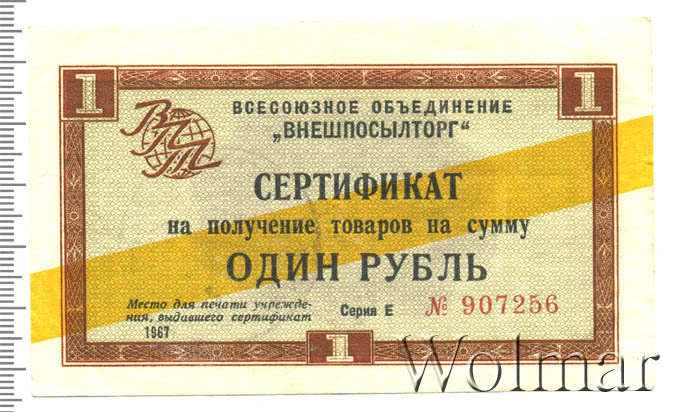 1 1
ВПТ
ВСЕСОЮЗНОЕ ОБЪЕДИНЕНИЕ
„ВНЕШПОСЫЛТОРГ“
СЕРТИФИКАТ
на получение товаров на сумму
ОДИН РУБЛЬ
Место для печати учрежде-
ния, выдавшего сертификат
1967
Серия Е № 907256
1
Wolmar